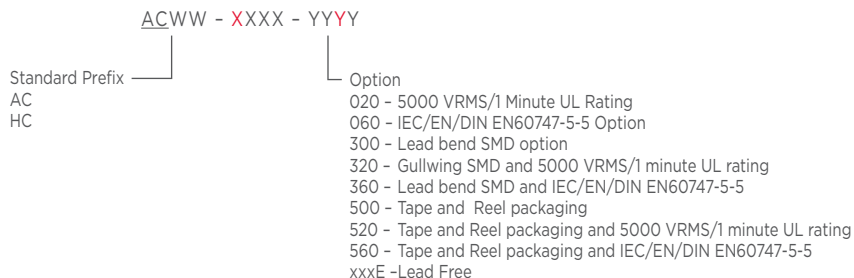 ACWW - XXXX - YYYY
Standard Prefix
AC
HC
Option
020 - 5000 VRMS/1 Minute UL Rating
060 - IEC/EN/DIN EN60747-5-5 Option
300 - Lead bend SMD option
320 - Gullwing SMD and 5000 VRMS/1 minute UL rating
360 - Lead bend SMD and IEC/EN/DIN EN60747-5-5
500 - Tape and Reel packaging
520 - Tape and Reel packaging and 5000 VRMS/1 minute UL rating
560 - Tape and Reel packaging and IEC/EN/DIN EN60747-5-5
xxxE -Lead Free